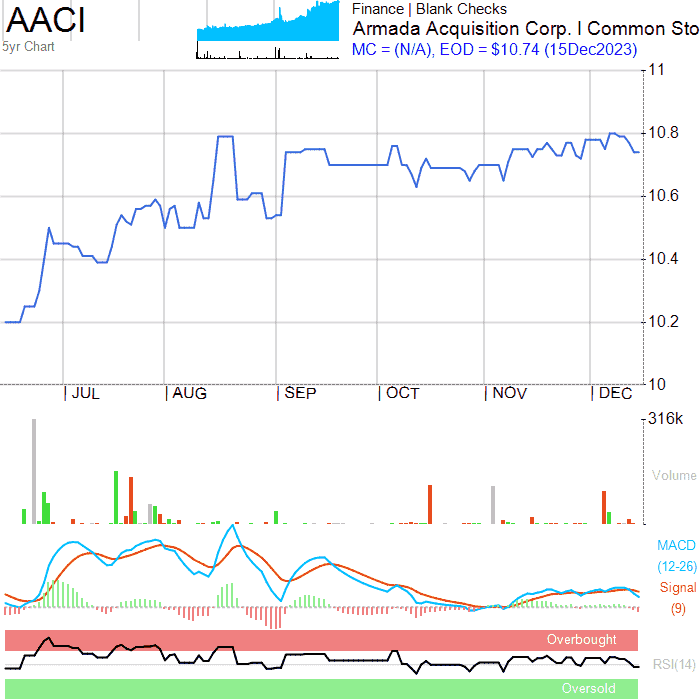 AACI
5yr Chart
Finance | Blank Checks
Armada Acquisition Corp. I Common Sto
MC = (N/A), EOD = $10.74 (15Dec2023)
11
10.8
10.6
10.4
10.2
10
JUL AUG SEP OCT NOV DEC
316k
Volume
MACD
(12-26)
Signal
(9)
Overbought
RSI(14)
Oversold